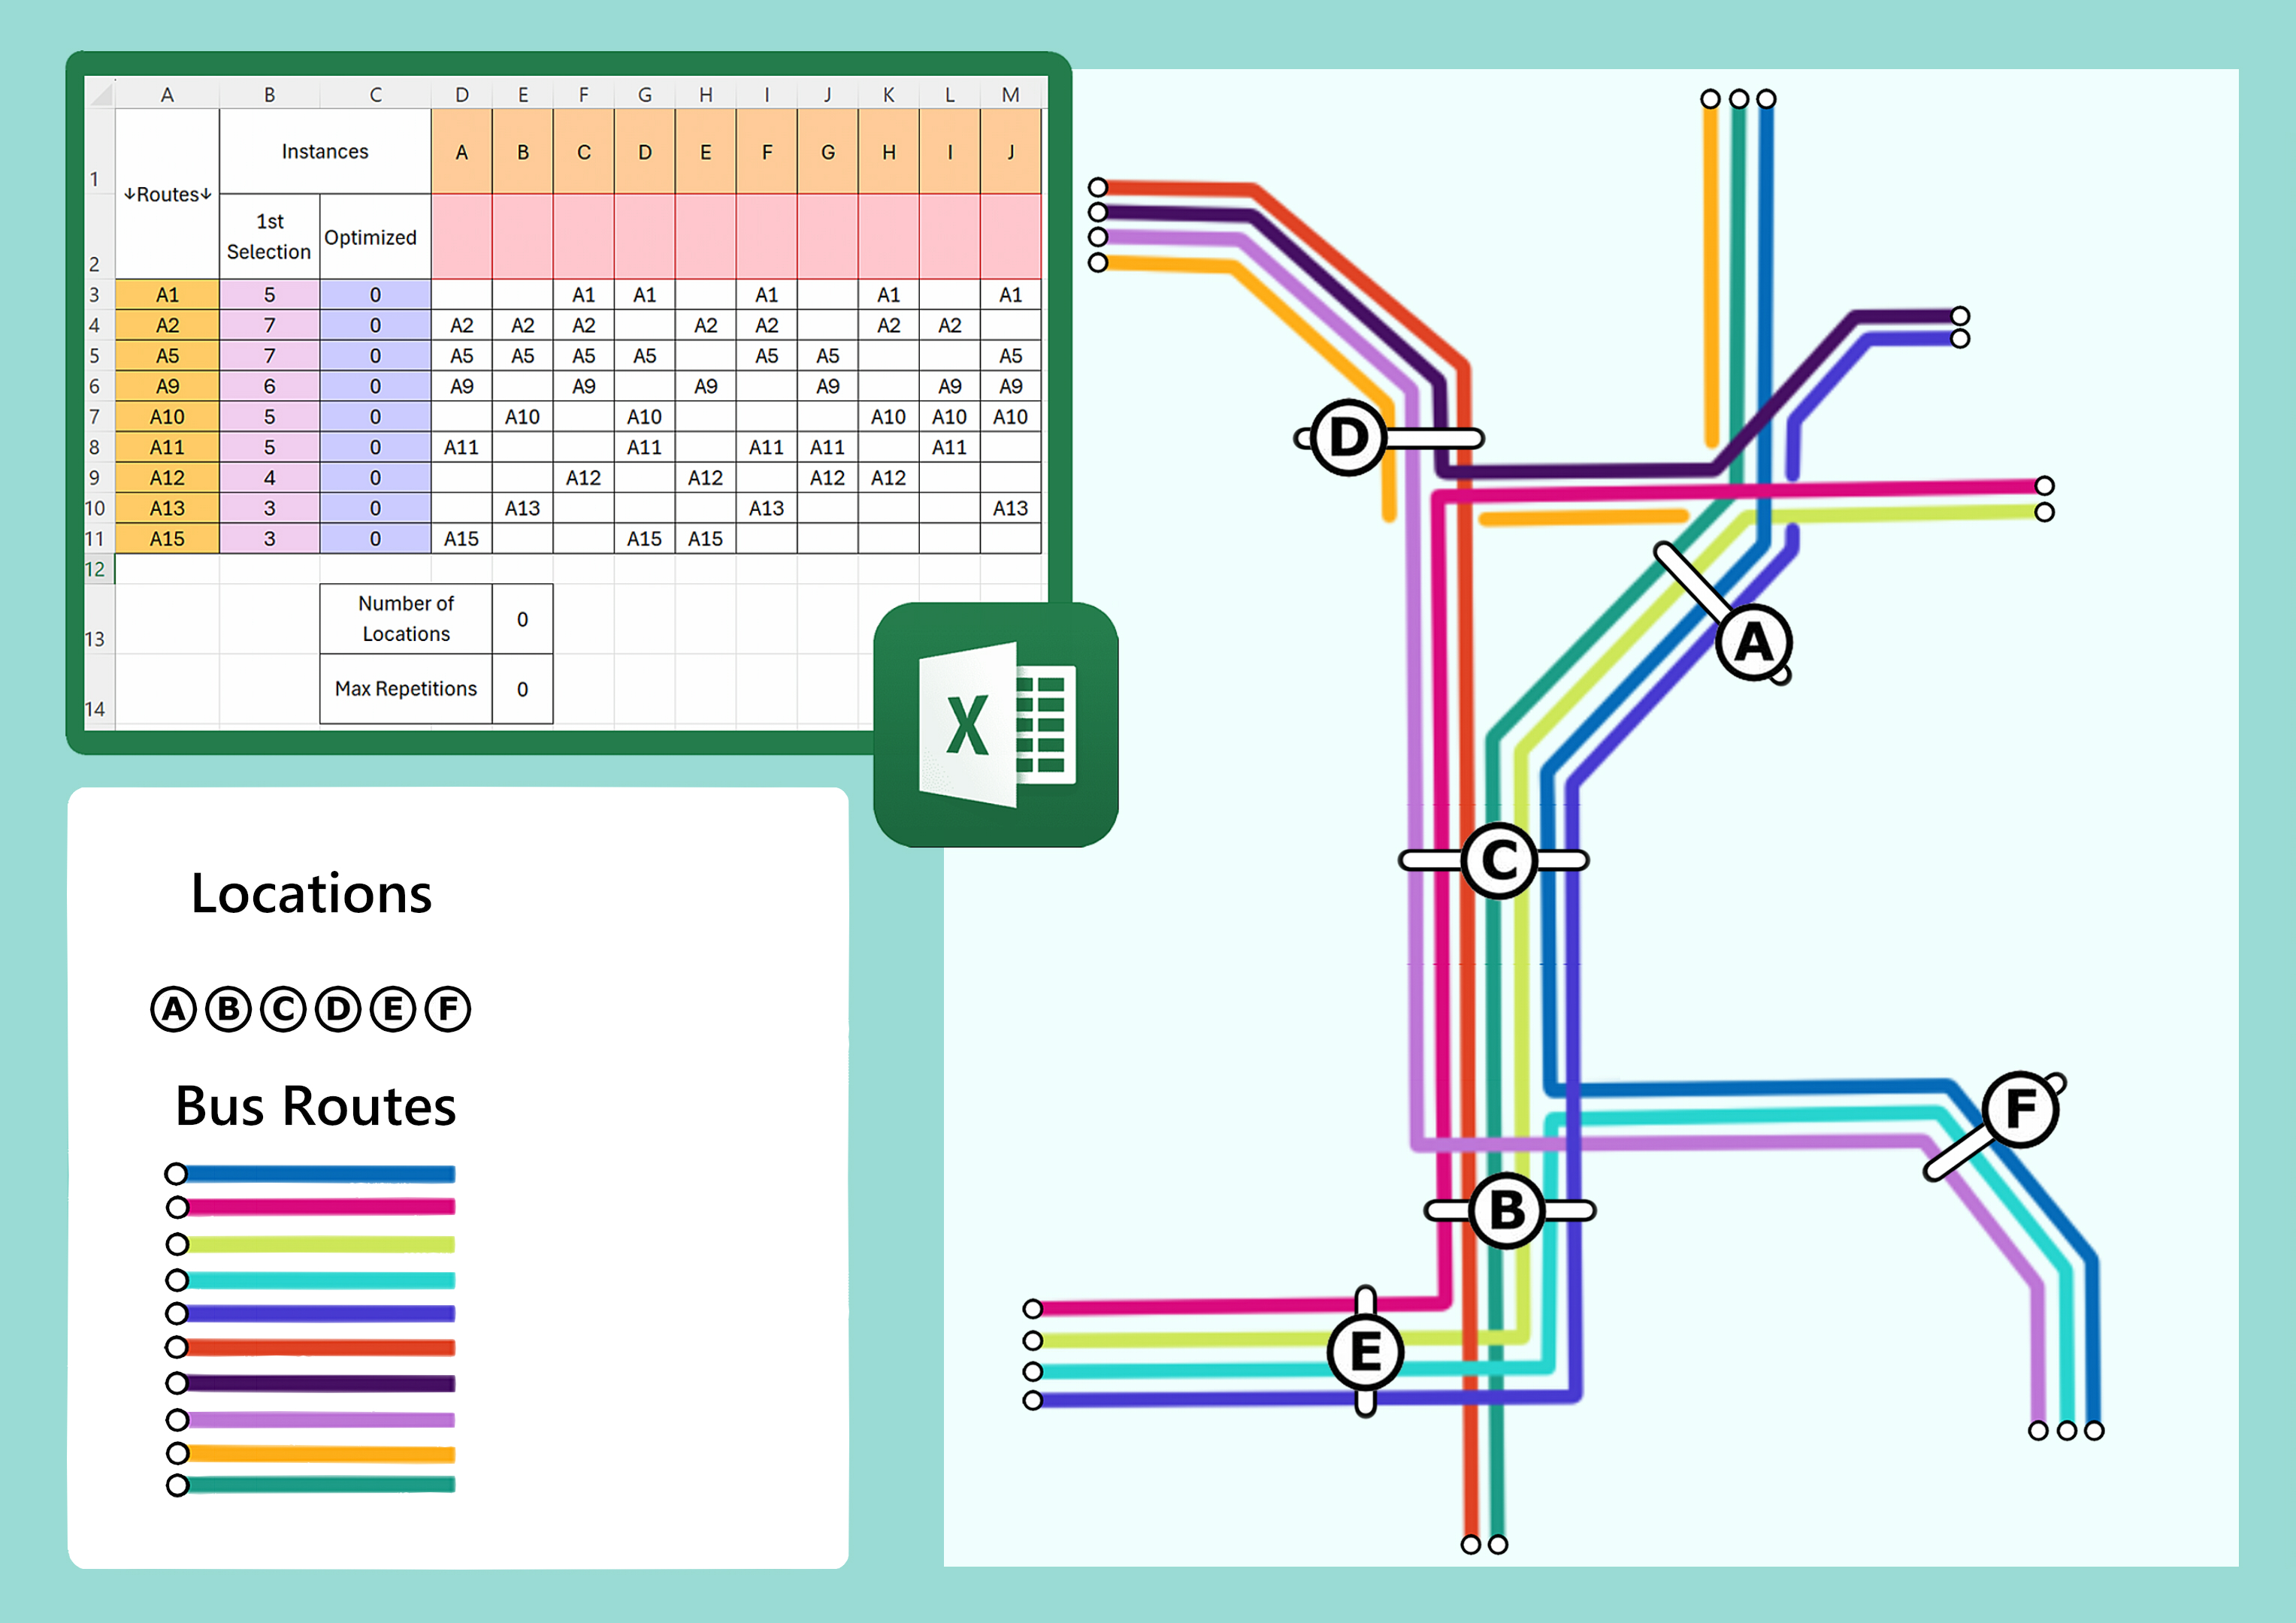 A B C D E F G H I J K L M
1 ↓Routes↓ Instances A B C D E F G H I J
2 1st Selection Optimized
3 A1 5 0 A1 A1 A1 A1 A1
4 A2 7 0 A2 A2 A2 A2 A2 A2 A2
5 A5 7 0 A5 A5 A5 A5 A5 A5 A5
6 A9 6 0 A9 A9 A9 A9 A9 A9
7 A10 5 0 A10 A10 A10 A10 A10
8 A11 5 0 A11 A11 A11 A11 A11
9 A12 4 0 A12 A12 A12 A12
10 A13 3 0 A13 A13 A13
11 A15 3 0 A15 A15 A15
12
13 Number of Locations 0
14 Max Repetitions 0
X
Locations
A B C D E F
Bus Routes
D
A
C
F
B
E